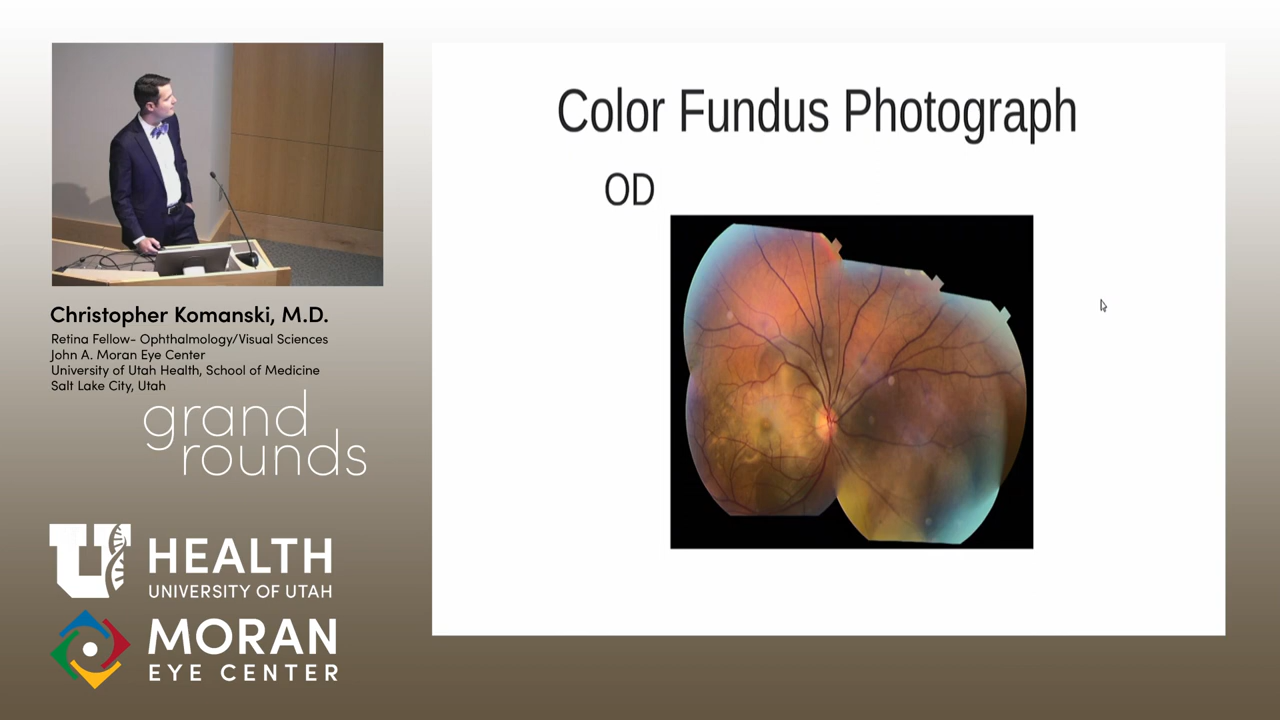 Color Fundus Photograph
OD
Christopher Komanski, M.D.
Retina Fellow- Ophthalmology/Visual Sciences
John A. Moran Eye Center
University of Utah Health, School of Medicine
Salt Lake City, Utah
grand
rounds
U HEALTH
UNIVERSITY OF UTAH
MORAN
EYE CENTER